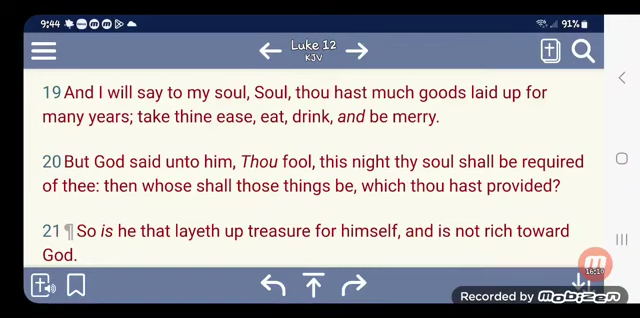 9:44 91%
Luke 12
KJV
19 And I will say to my soul, Soul, thou hast much goods laid up for
many years; take thine ease, eat, drink, and be merry.
20 But God said unto him, Thou fool, this night thy soul shall be required
of thee: then whose shall those things be, which thou hast provided?
21 ¶ So is he that layeth up treasure for himself, and is not rich toward
God.
16:10
Recorded by Mobizen